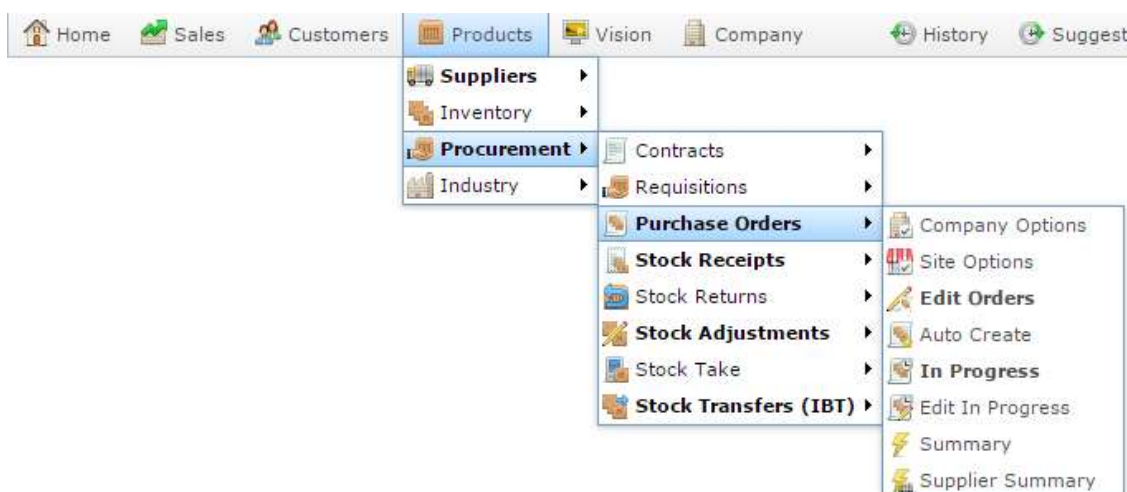 Home Sales Customers Products Vision Company History Suggest
Suppliers
Inventory
Procurement
Industry
Contracts
Requisitions
Purchase Orders
Stock Receipts
Stock Returns
Stock Adjustments
Stock Take
Stock Transfers (IBT)
Company Options
Site Options
Edit Orders
Auto Create
In Progress
Edit In Progress
Summary
Supplier Summary